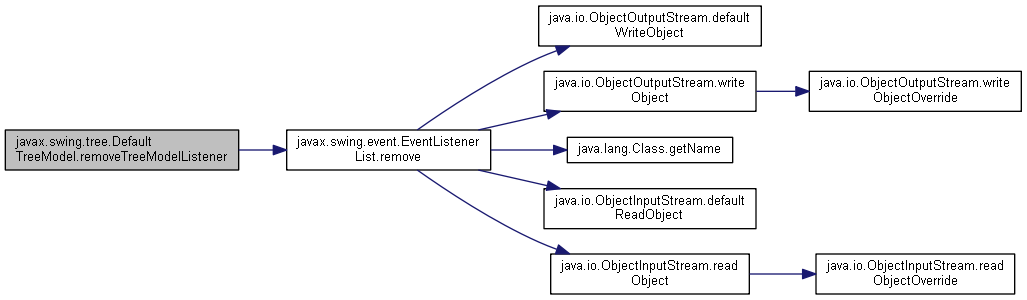 java.io.ObjectOutputStream.default
WriteObject
java.io.ObjectOutputStream.write
Object
java.io.ObjectOutputStream.write
ObjectOverride
javax.swing.tree.Default
TreeModel.removeTreeModelListener
javax.swing.event.EventListener
List.remove
java.lang.Class.getName
java.io.ObjectInputStream.default
ReadObject
java.io.ObjectInputStream.read
Object
java.io.ObjectInputStream.read
ObjectOverride